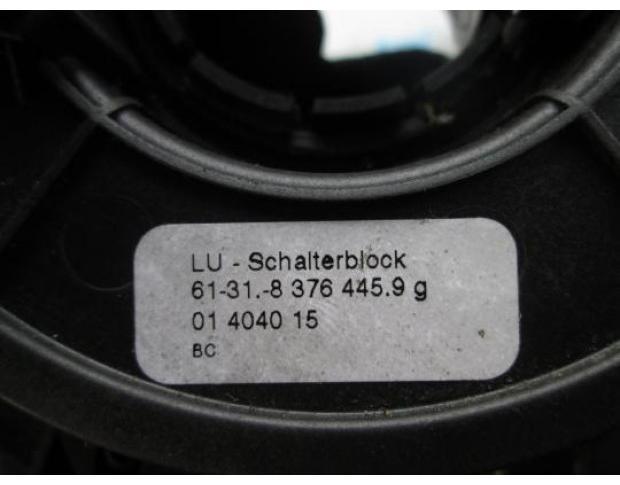 LU - Schalterblock
61-31.-8 376 445.9 g
01 4040 15
BC